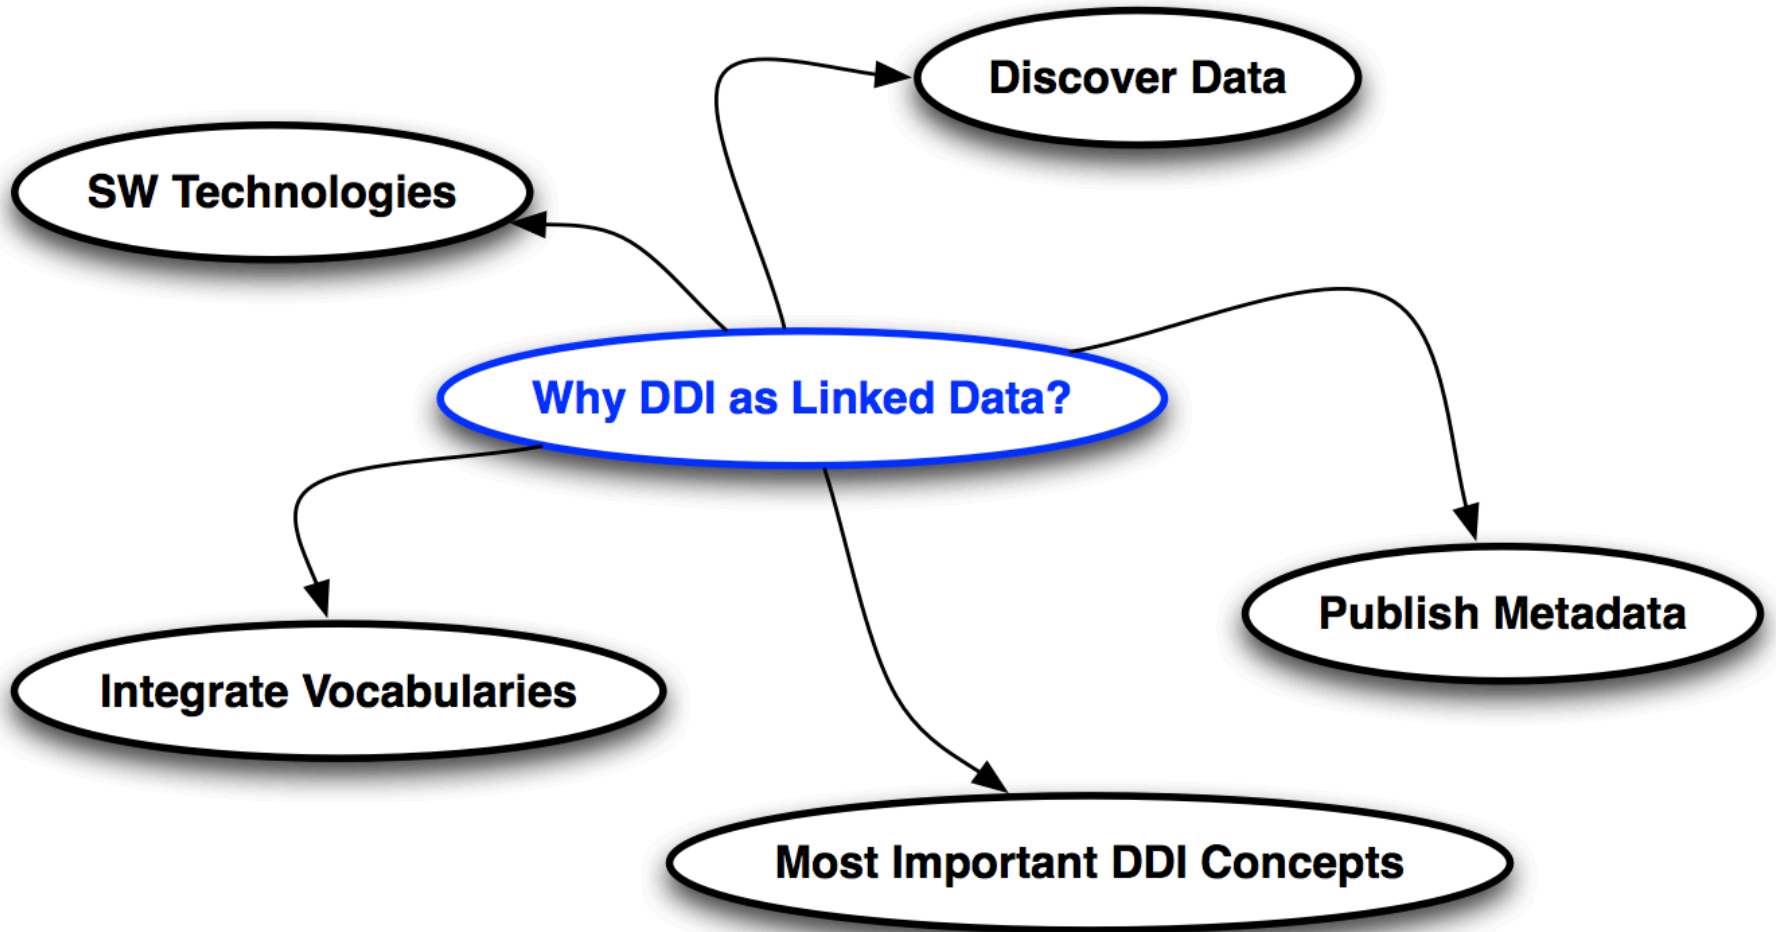 Discover Data
SW Technologies
Why DDI as Linked Data?
Publish Metadata
Integrate Vocabularies
Most Important DDI Concepts